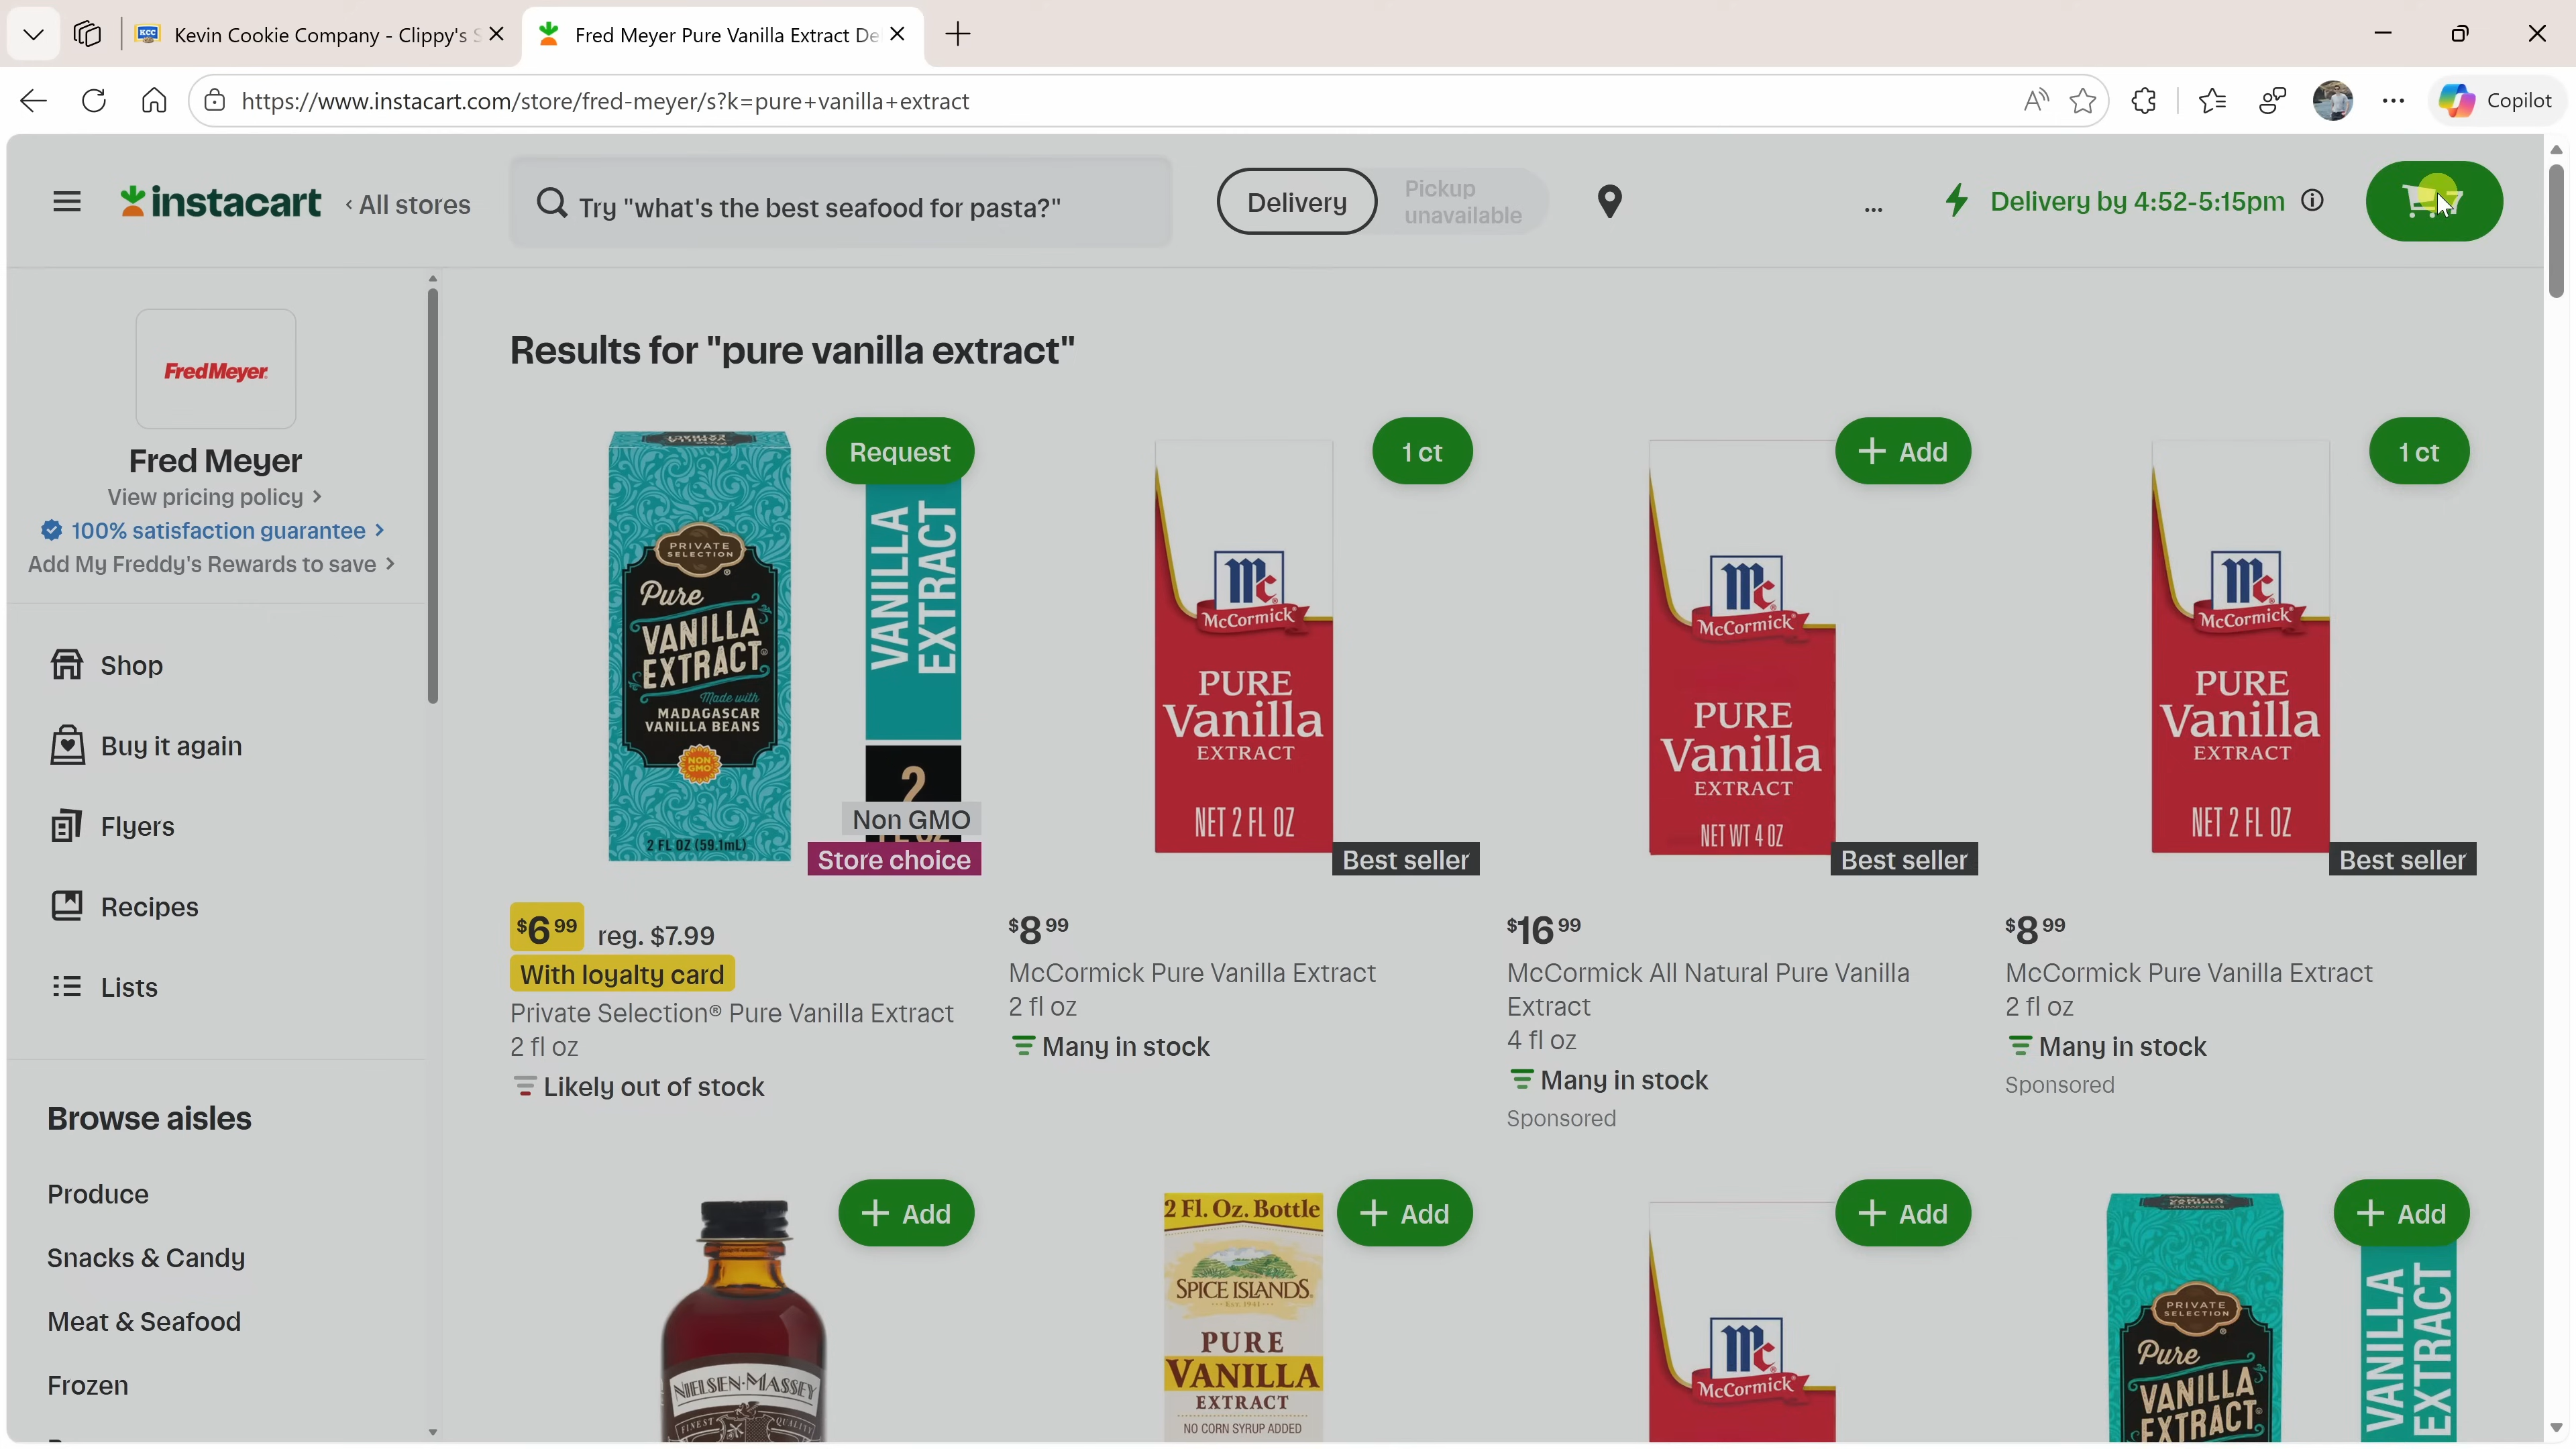 Kevin Cookie Company - Clippy's S
Fred Meyer Pure Vanilla Extract De
https://www.instacart.com/store/fred-meyer/s?k=pure+vanilla+extract
Copilot
instacart
‹ All stores
Try "what's the best seafood for pasta?"
Delivery
Pickup
unavailable
...
Delivery by 4:52-5:15pm
FredMeyer
Fred Meyer
View pricing policy >
100% satisfaction guarantee >
Add My Freddy's Rewards to save >
Shop
Buy it again
Flyers
Recipes
Lists
Browse aisles
Produce
Snacks & Candy
Meat & Seafood
Frozen
Results for "pure vanilla extract"
Request
PRIVATE
SELECTION
Pure
VANILLA
EXTRACT
Made with
MADAGASCAR
VANILLA BEANS
NON
GMO
2 FL OZ (59.1mL)
VANILLA
EXTRACT
2
Non GMO
Store choice
$6.99 reg. $7.99
With loyalty card
Private Selection® Pure Vanilla Extract
2 fl oz
Likely out of stock
1 ct
Mc
McCormick
PURE
Vanilla
EXTRACT
NET 2 FL OZ
Best seller
$8.99
McCormick Pure Vanilla Extract
2 fl oz
Many in stock
+ Add
Mc
McCormick
PURE
Vanilla
EXTRACT
NET WT 4 OZ
Best seller
$16.99
McCormick All Natural Pure Vanilla
Extract
4 fl oz
Many in stock
Sponsored
1 ct
Mc
McCormick
PURE
Vanilla
EXTRACT
NET 2 FL OZ
Best seller
$8.99
McCormick Pure Vanilla Extract
2 fl oz
Many in stock
Sponsored
+ Add
NIELSEN-MASSEY
FINEST QUALITY
+ Add
2 Fl. Oz. Bottle
SPICE ISLANDS
PURE
VANILLA
EXTRACT
NO CORN SYRUP ADDED
+ Add
Mc
McCormick
+ Add
PRIVATE
SELECTION
Pure
VANILLA
EXTRACT
VANILLA
EXTRACT